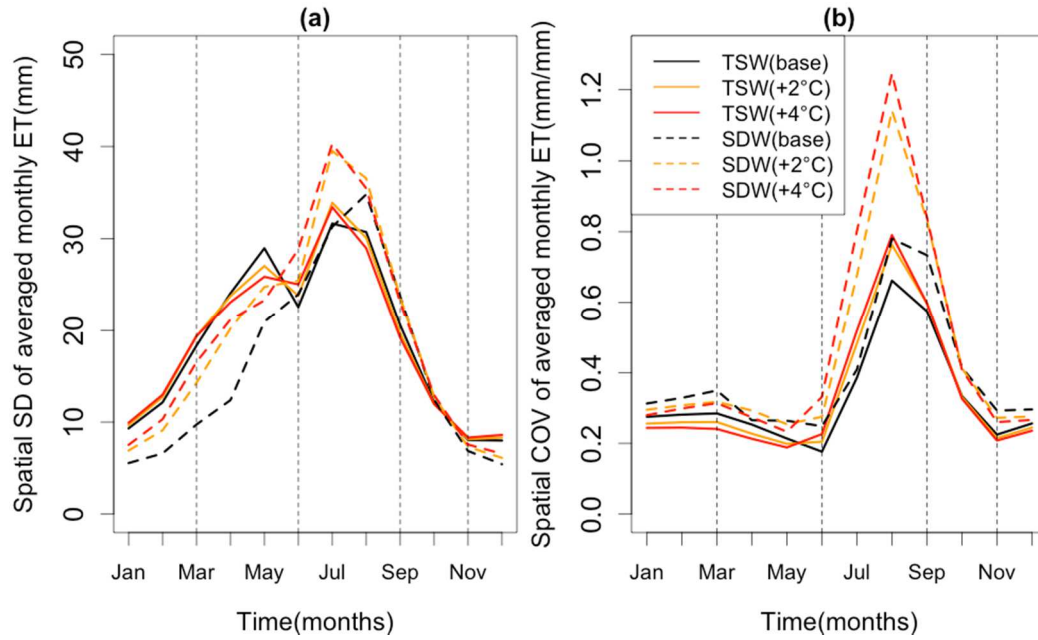 (a)
Spatial SD of averaged monthly ET(mm)
50
40
30
20
10
0
Jan Mar May Jul Sep Nov
Time(months)
(b)
Spatial COV of averaged monthly ET(mm/mm)
1.2
1.0
0.8
0.6
0.4
0.2
0.0
TSW(base)
TSW(+2°C)
TSW(+4°C)
SDW(base)
SDW(+2°C)
SDW(+4°C)
Jan Mar May Jul Sep Nov
Time(months)